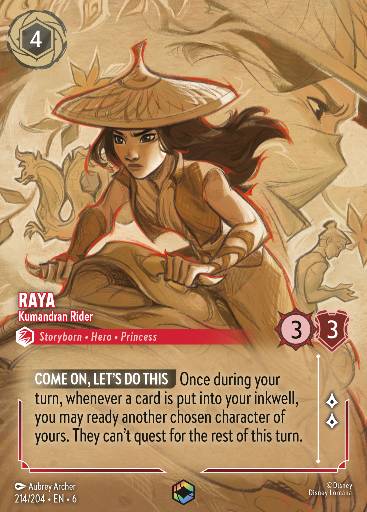 4
RAYA
Kumandran Rider
Storyborn • Hero • Princess
3 3
COME ON, LET'S DO THIS Once during your
turn, whenever a card is put into your inkwell,
you may ready another chosen character of
yours. They can't quest for the rest of this turn.
Aubrey Archer
214/204 • EN • 6
©Disney
Disney Lorcana